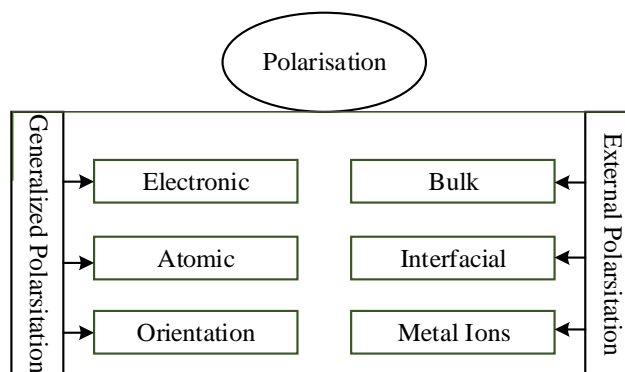 Polarisation
Generalized Polarsitation
Electronic
Atomic
Orientation
Bulk
Interfacial
Metal Ions
External Polarsitation